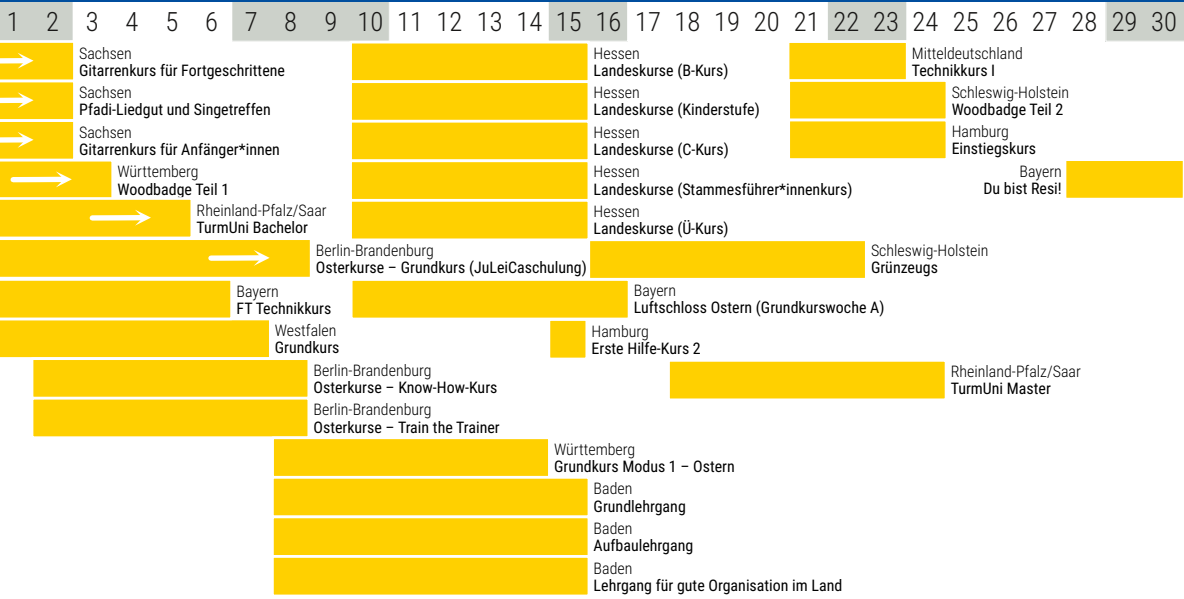 1 2 3 4 5 6 7 8 9 10 11 12 13 14 15 16 17 18 19 20 21 22 23 24 25 26 27 28 29 30
Sachsen
Gitarrenkurs für Fortgeschrittene
Hessen
Landeskurse (B-Kurs)
Mitteldeutschland
Technikkurs I
Sachsen
Pfadi-Liedgut und Singetreffen
Hessen
Landeskurse (Kinderstufe)
Schleswig-Holstein
Woodbadge Teil 2
Sachsen
Gitarrenkurs für Anfänger*innen
Hessen
Landeskurse (C-Kurs)
Hamburg
Einstiegskurs
Württemberg
Woodbadge Teil 1
Hessen
Landeskurse (Stammesführer*innenkurs)
Bayern
Du bist Resi!
Rheinland-Pfalz/Saar
TurmUni Bachelor
Hessen
Landeskurse (Ü-Kurs)
Berlin-Brandenburg
Osterkurse – Grundkurs (JuLeiCaschulung)
Schleswig-Holstein
Grünzeugs
Bayern
FT Technikkurs
Bayern
Luftschloss Ostern (Grundkurswoche A)
Westfalen
Grundkurs
Hamburg
Erste Hilfe-Kurs 2
Berlin-Brandenburg
Osterkurse – Know-How-Kurs
Rheinland-Pfalz/Saar
TurmUni Master
Berlin-Brandenburg
Osterkurse – Train the Trainer
Württemberg
Grundkurs Modus 1 – Ostern
Baden
Grundlehrgang
Baden
Aufbaulehrgang
Baden
Lehrgang für gute Organisation im Land